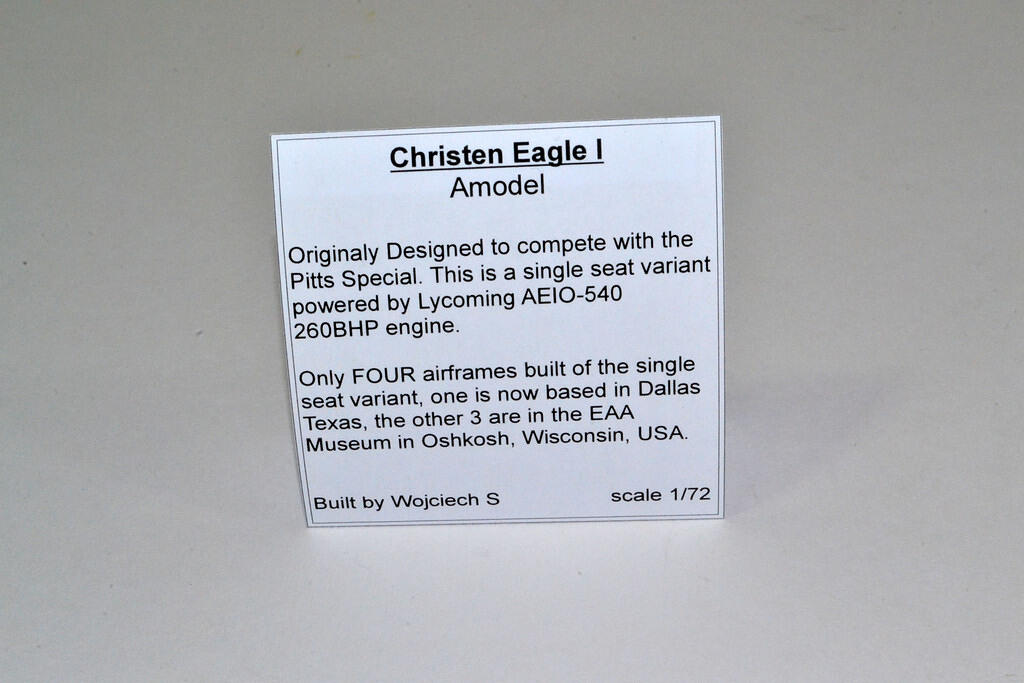 Christen Eagle I
Amodel
Originaly Designed to compete with the
Pitts Special. This is a single seat variant
powered by Lycoming AEIO-540
260BHP engine.
Only FOUR airframes built of the single
seat variant, one is now based in Dallas
Texas, the other 3 are in the EAA
Museum in Oshkosh, Wisconsin, USA.
Built by Wojciech S scale 1/72